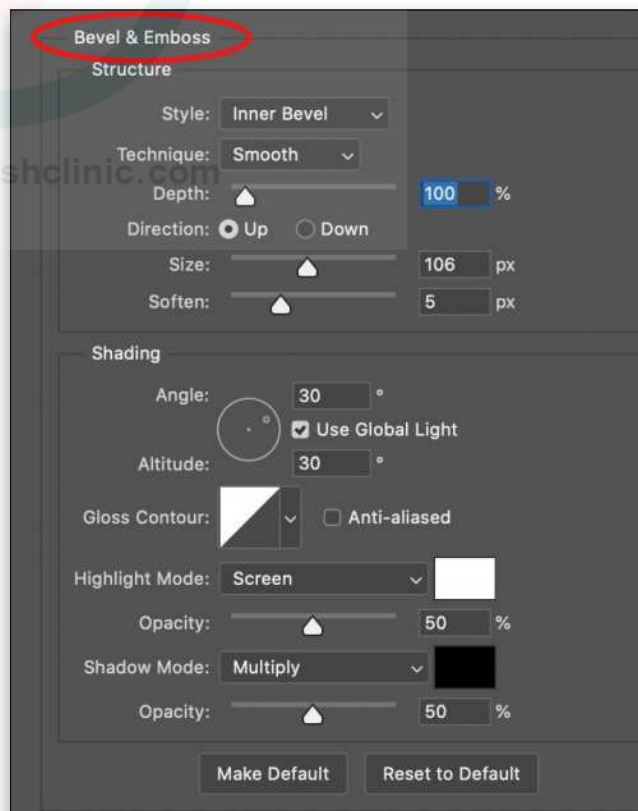 Bevel & Emboss
Structure
Style: Inner Bevel
Technique: Smooth
shclinic.com
Depth: 100 %
Direction: Up Down
Size: 106 px
Soften: 5 px
Shading
Angle: 30 °
Use Global Light
Altitude: 30 °
Gloss Contour: Anti-aliased
Highlight Mode: Screen
Opacity: 50 %
Shadow Mode: Multiply
Opacity: 50 %
Make Default Reset to Default